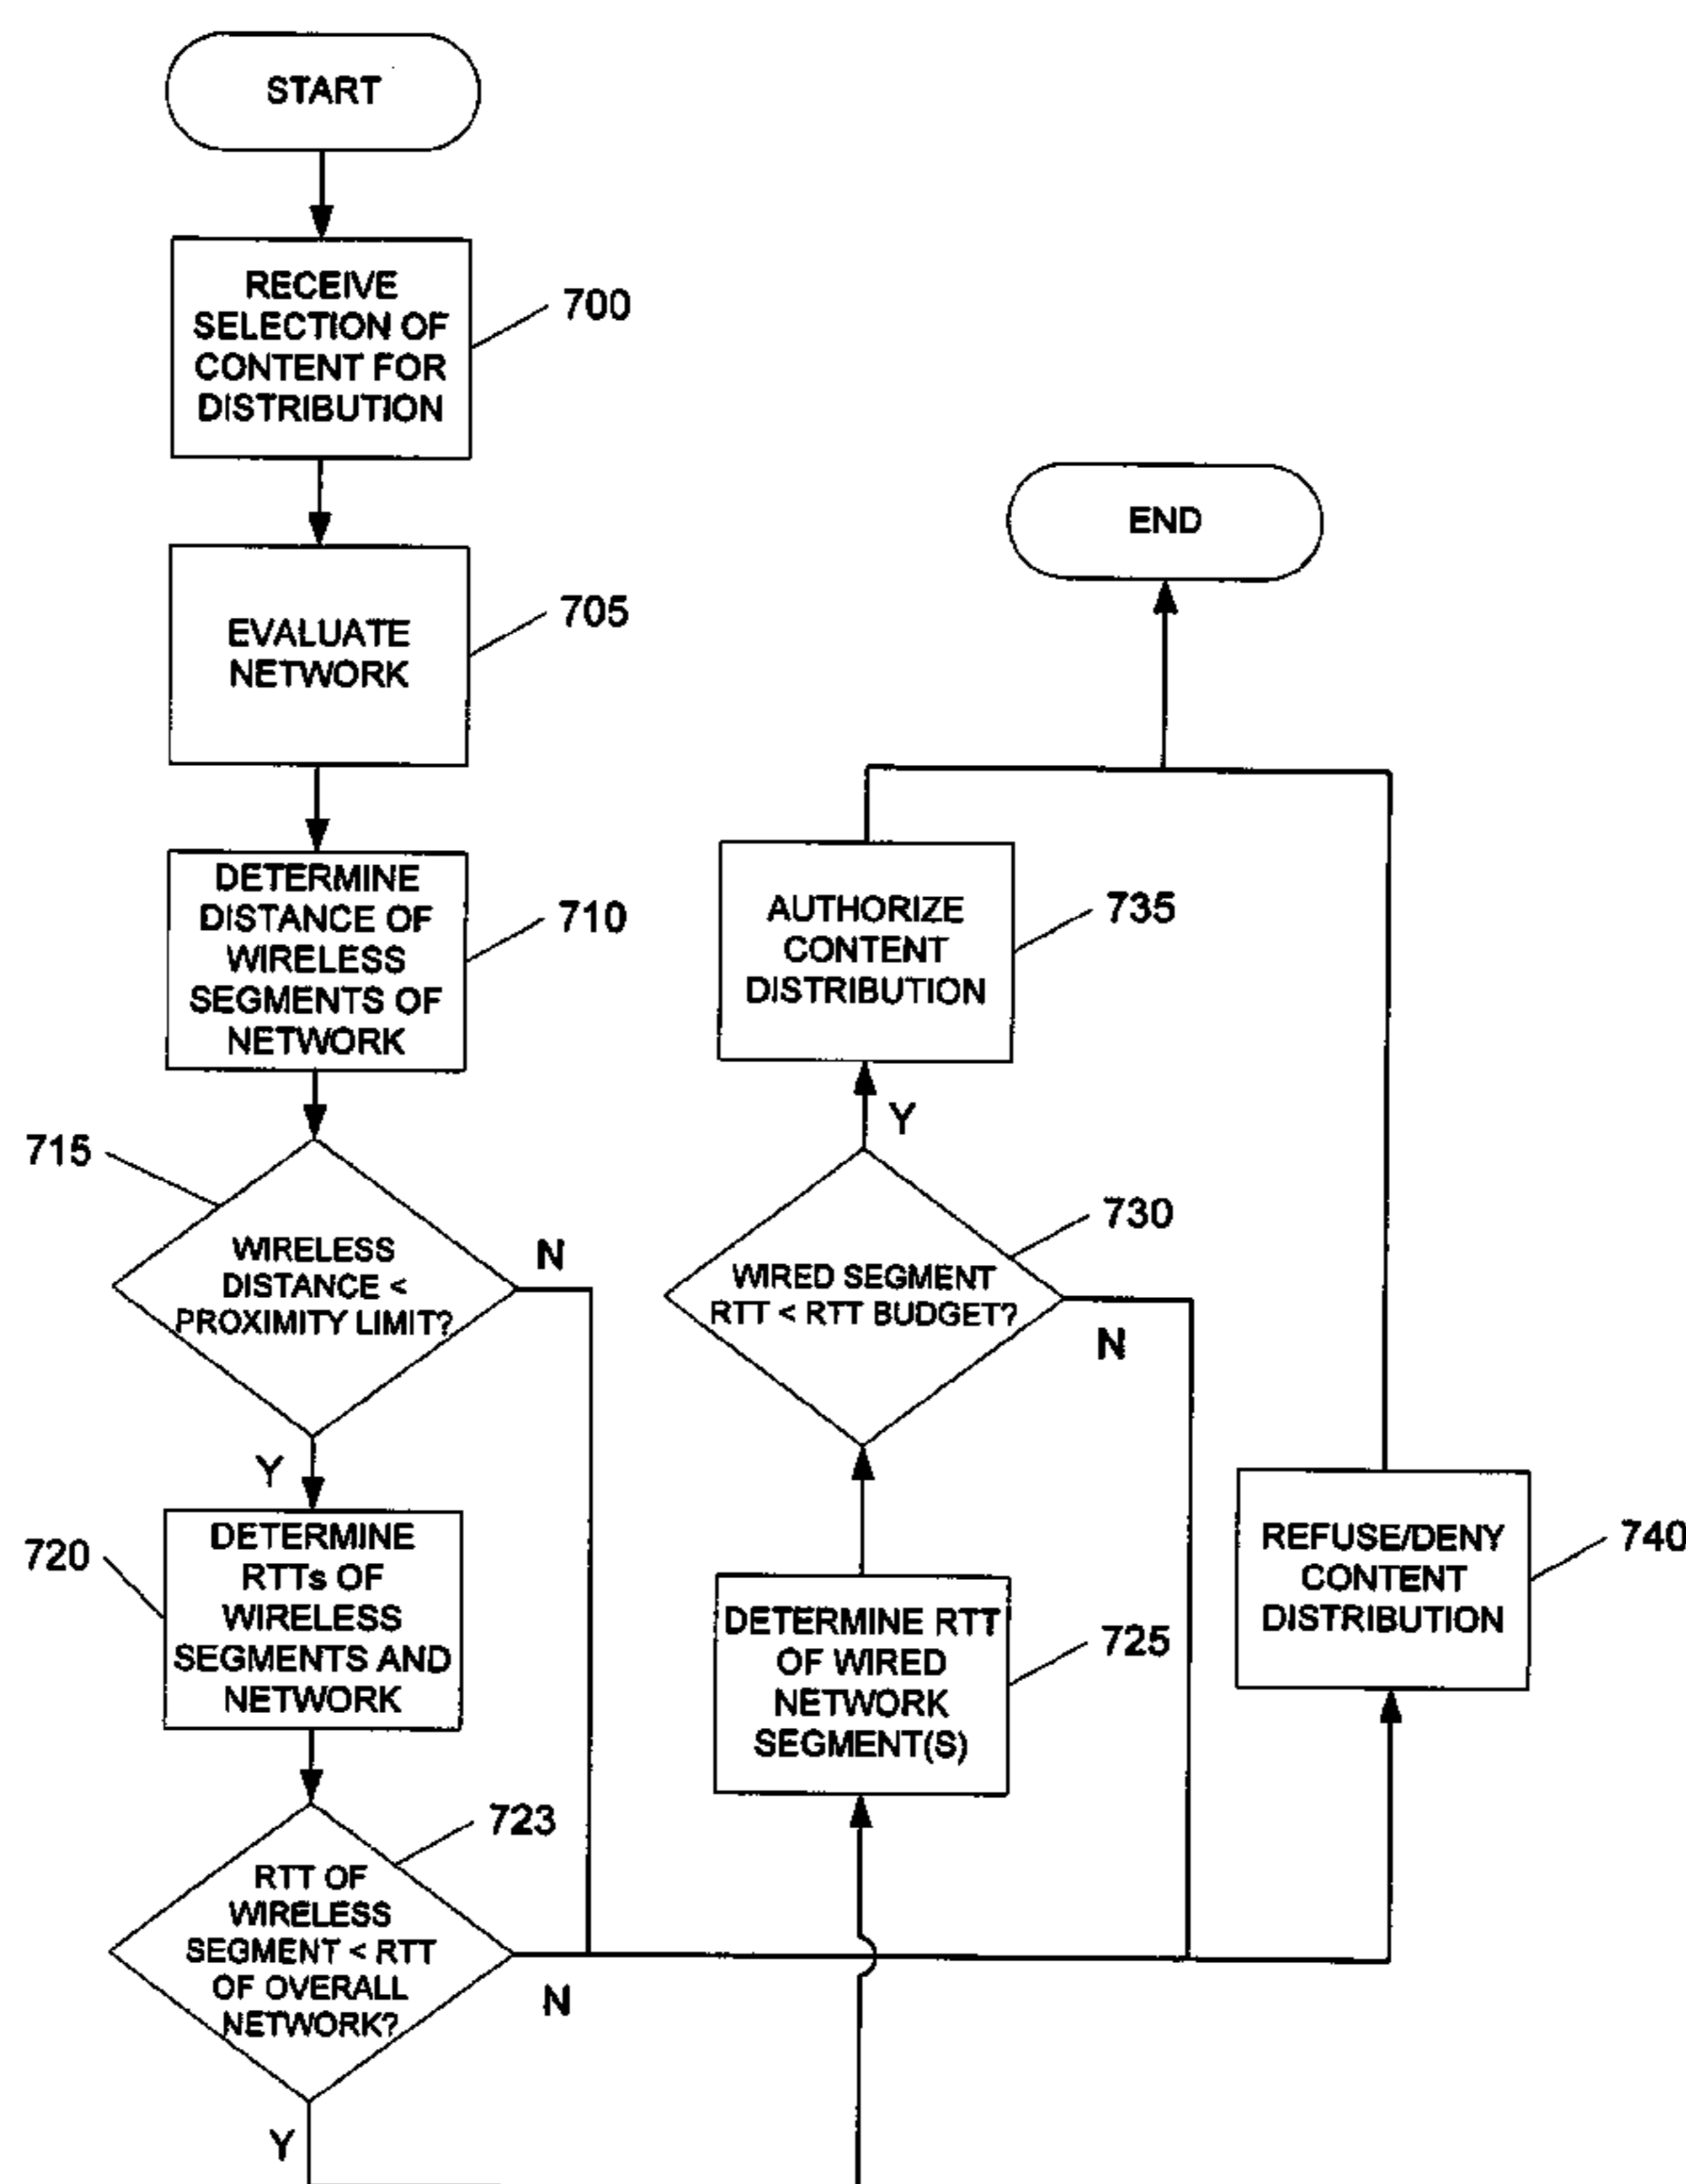 START
RECEIVE
SELECTION OF
CONTENT FOR
DISTRIBUTION
700
EVALUATE
NETWORK
705
DETERMINE
DISTANCE OF
WIRELESS
SEGMENTS OF
NETWORK
710
715
WIRELESS
DISTANCE <
PROXIMITY LIMIT?
N
Y
720
DETERMINE
RTTs OF
WIRELESS
SEGMENTS AND
NETWORK
723
RTT OF
WIRELESS
SEGMENT < RTT
OF OVERALL
NETWORK?
N
Y
DETERMINE RTT
OF WIRED
NETWORK
SEGMENT(S)
725
WIRED SEGMENT
RTT < RTT BUDGET?
730
N
Y
AUTHORIZE
CONTENT
DISTRIBUTION
735
REFUSE/DENY
CONTENT
DISTRIBUTION
740
END